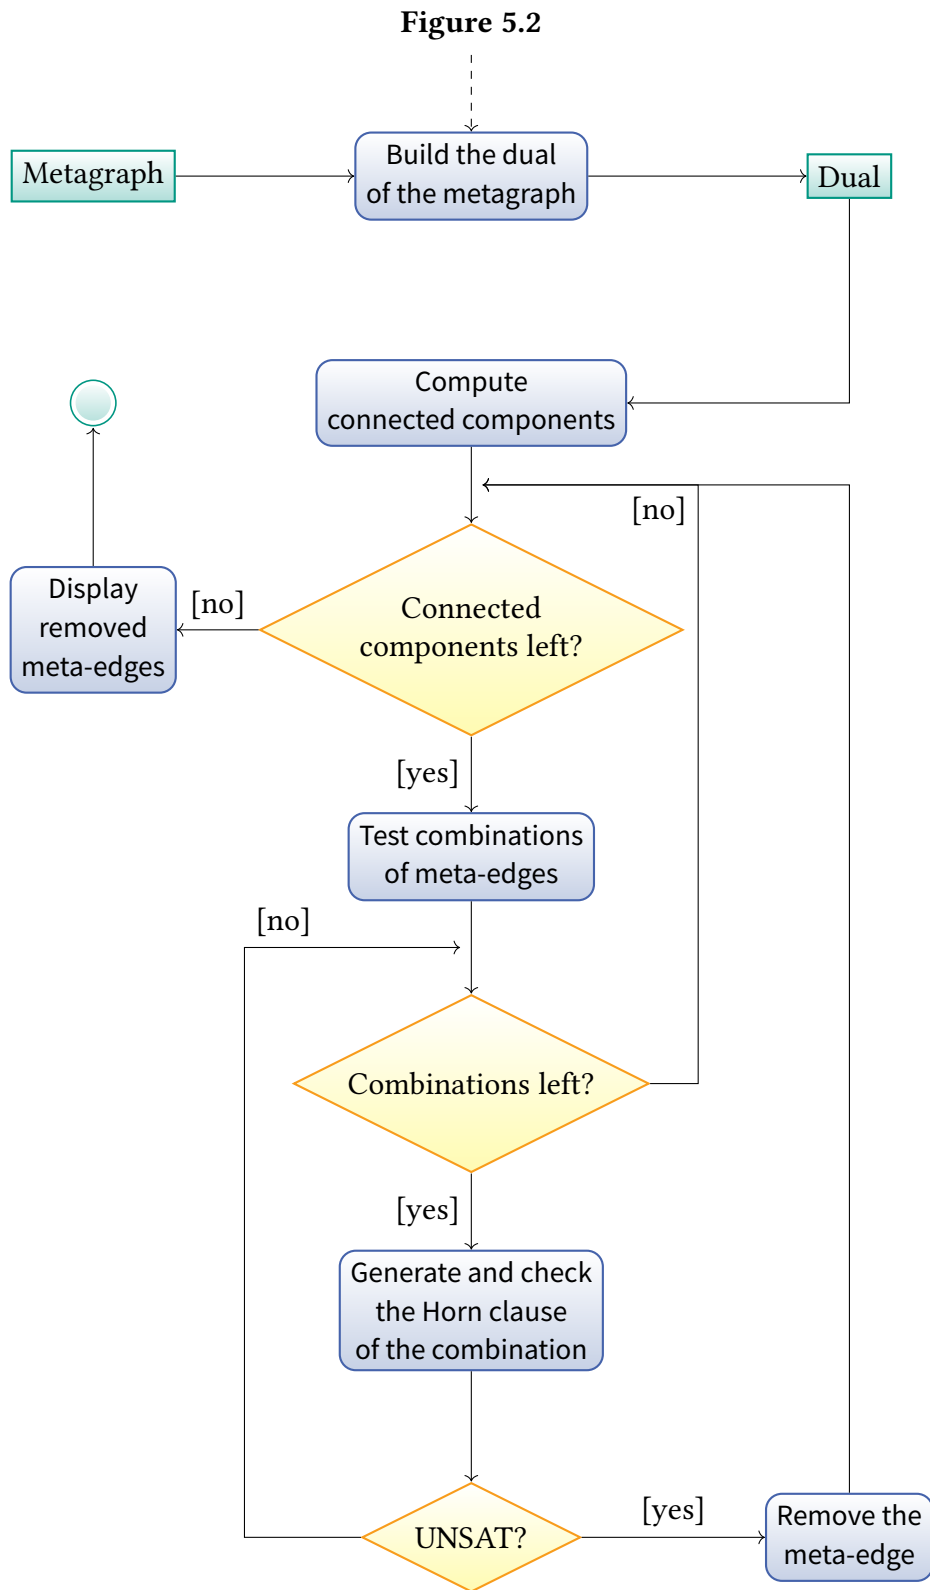 Figure 5.2
Metagraph
Build the dual
of the metagraph
Dual
Compute
connected components
[no]
Display
removed
meta-edges
[no]
Connected
components left?
[yes]
Test combinations
of meta-edges
[no]
Combinations left?
[yes]
Generate and check
the Horn clause
of the combination
UNSAT?
[yes]
Remove the
meta-edge